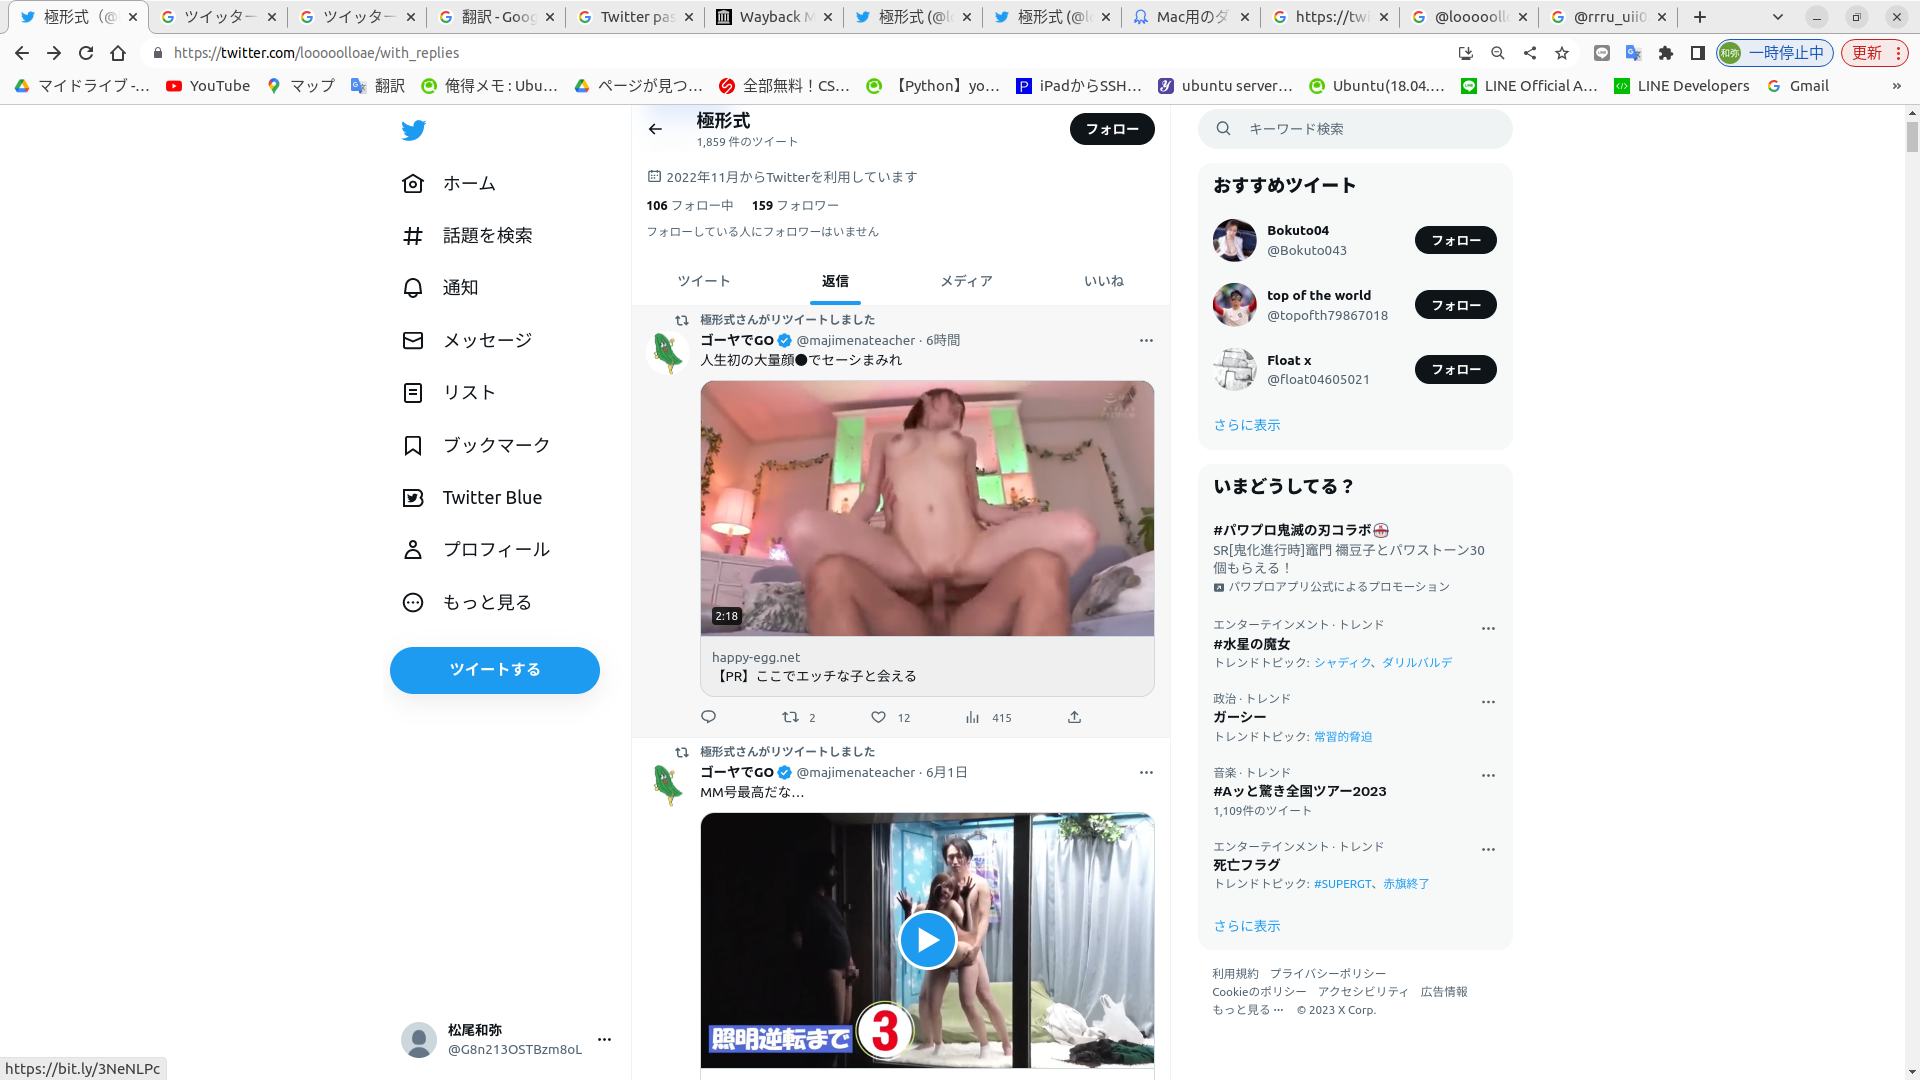 極形式（@
ツイッター
ツイッター
翻訳 - Goog
Twitter pas
Wayback M
極形式 (@lo
極形式 (@lo
Mac用のダ
https://twi
@looooollo
@rrru_uii0
https://twitter.com/looooolloae/with_replies
一時停止中
更新
マイドライブ -...
YouTube
マップ
翻訳
俺得メモ : Ubu...
ページが見つ...
全部無料！CS...
【Python】yo...
iPadからSSH...
ubuntu server...
Ubuntu(18.04....
LINE Official A...
LINE Developers
Gmail
ホーム
話題を検索
通知
メッセージ
リスト
ブックマーク
Twitter Blue
プロフィール
もっと見る
ツイートする
松尾和弥
@G8n213OSTBzm8oL
https://bit.ly/3NeNLPc
極形式
1,859 件のツイート
フォロー
2022年11月からTwitterを利用しています
106 フォロー中 159 フォロワー
フォローしている人にフォロワーはいません
ツイート 返信 メディア いいね
極形式さんがリツイートしました
ゴーヤでGO @majimenateacher · 6時間
人生初の大量顔●でセーシまみれ
2:18
happy-egg.net
【PR】ここでエッチな子と会える
2 12 415
極形式さんがリツイートしました
ゴーヤでGO @majimenateacher · 6月1日
MM号最高だな…
照明逆転まで 3
キーワード検索
おすすめツイート
Bokuto04
@Bokuto043
フォロー
top of the world
@topofth79867018
フォロー
Float x
@float04605021
フォロー
さらに表示
いまどうしてる？
#パワプロ鬼滅の刃コラボ
SR[鬼化進行時]竈門 禰豆子とパワストーン30
個もらえる！
パワプロアプリ公式によるプロモーション
エンターテインメント · トレンド
#水星の魔女
トレンドトピック: シャディク、ダリルバルデ
政治 · トレンド
ガーシー
トレンドトピック: 常習的脅迫
音楽 · トレンド
#Aッと驚き全国ツアー2023
1,109件のツイート
エンターテインメント · トレンド
死亡フラグ
トレンドトピック: #SUPERGT、赤旗終了
さらに表示
利用規約 プライバシーポリシー
Cookieのポリシー アクセシビリティ 広告情報
もっと見る ··· © 2023 X Corp.